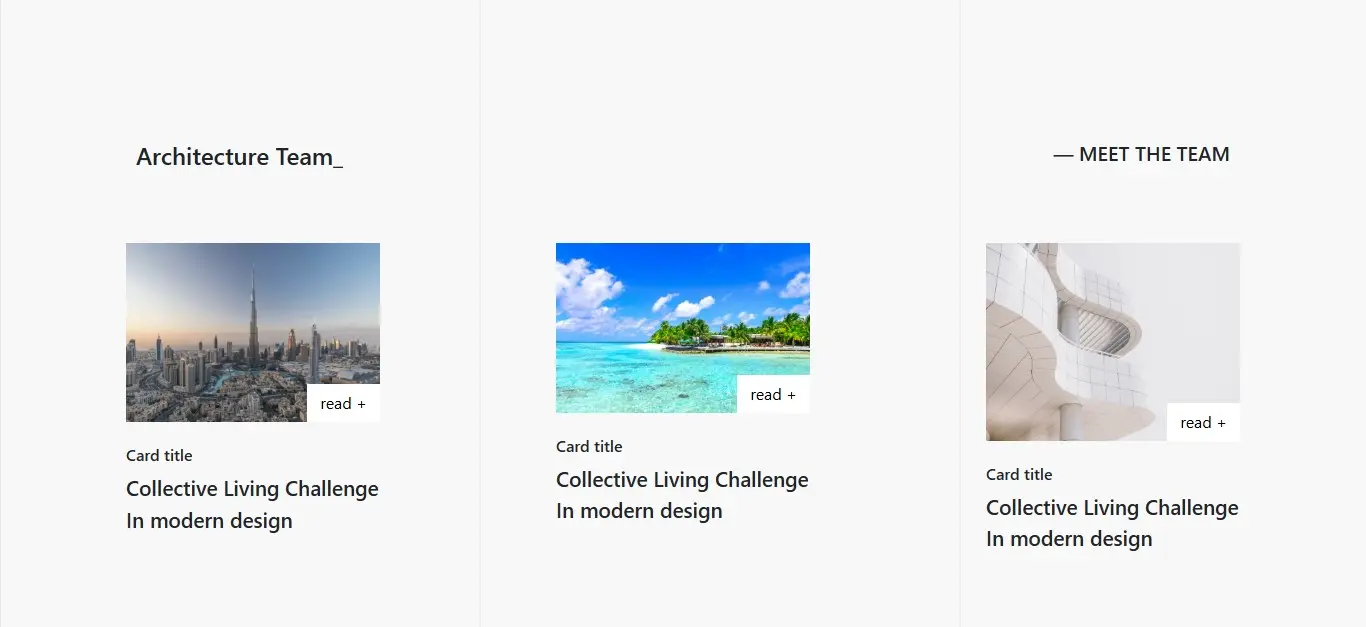 Architecture Team_
— MEET THE TEAM
read +
Card title
Collective Living Challenge
In modern design
read +
Card title
Collective Living Challenge
In modern design
read +
Card title
Collective Living Challenge
In modern design